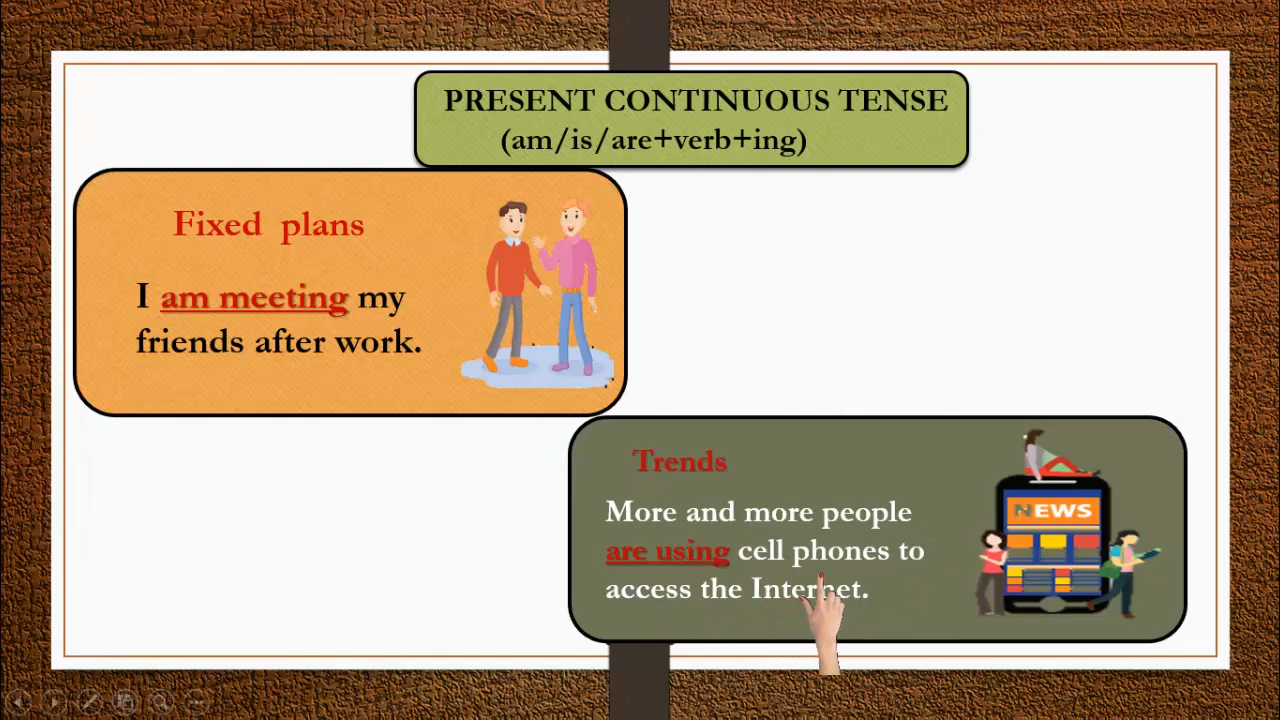 PRESENT CONTINUOUS TENSE
(am/is/are+verb+ing)
Fixed plans
I am meeting my
friends after work.
Trends
More and more people
are using cell phones to
access the Internet.
NEWS